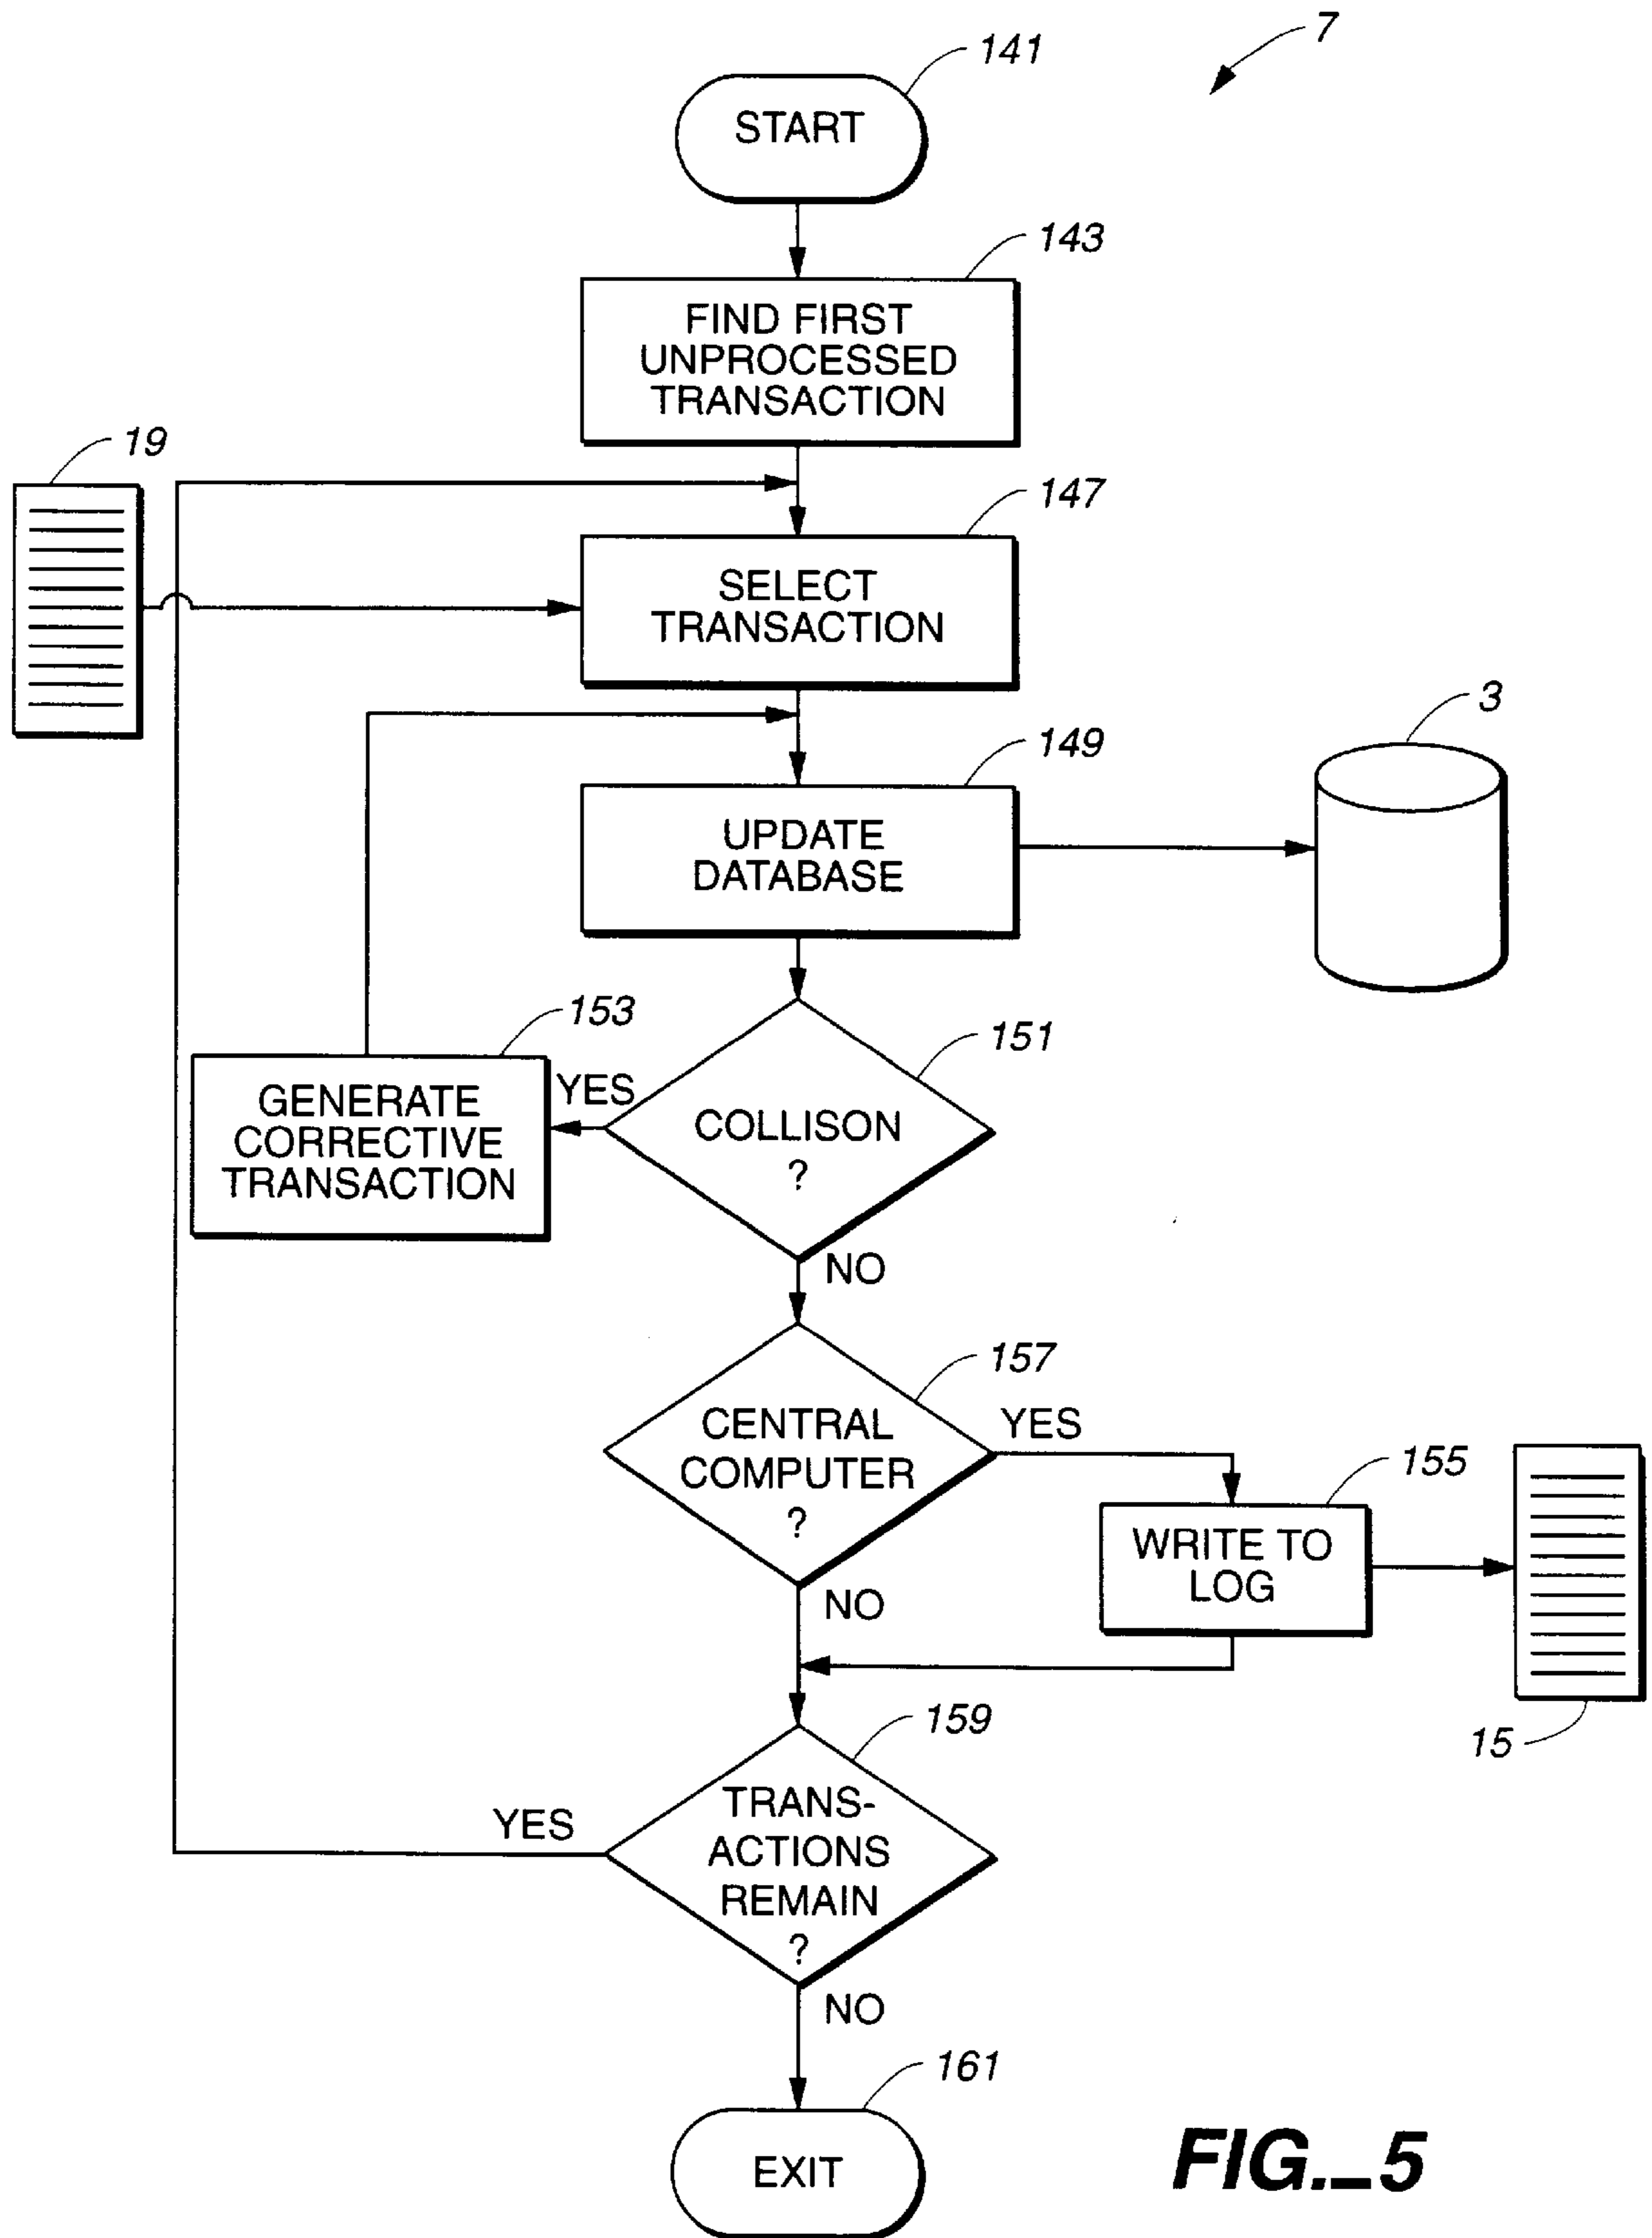 7
141
START
143
FIND FIRST
UNPROCESSED
TRANSACTION
19
147
SELECT
TRANSACTION
3
149
UPDATE
DATABASE
153
151
GENERATE
CORRECTIVE
TRANSACTION
YES
COLLISON
?
NO
157
CENTRAL
COMPUTER
?
YES
155
WRITE TO
LOG
NO
15
159
TRANS-
ACTIONS
REMAIN
?
YES
NO
161
EXIT
FIG._5